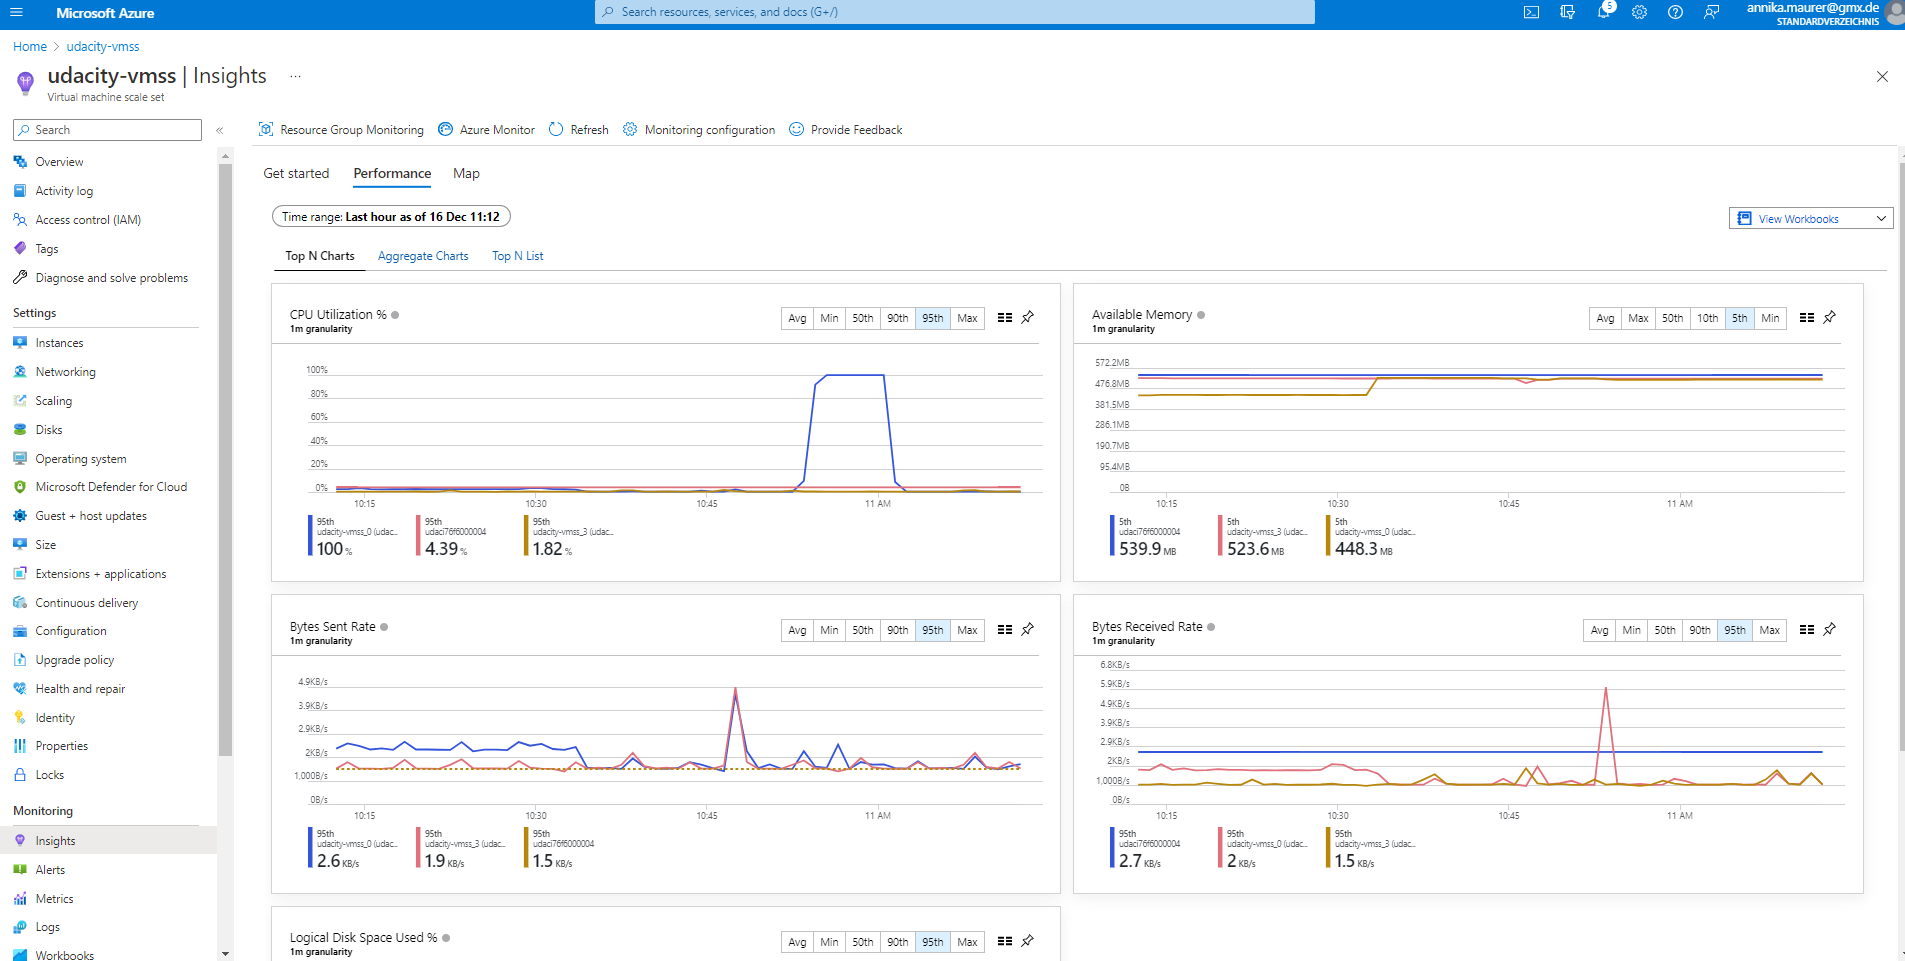 Microsoft Azure
Search resources, services, and docs (G+/)
5
annika.maurer@gmx.de
STANDARDVERZEICHNIS
Home > udacity-vmss
udacity-vmss | Insights ...
Virtual machine scale set
Search
«
Overview
Activity log
Access control (IAM)
Tags
Diagnose and solve problems
Settings
Instances
Networking
Scaling
Disks
Operating system
Microsoft Defender for Cloud
Guest + host updates
Size
Extensions + applications
Continuous delivery
Configuration
Upgrade policy
Health and repair
Identity
Properties
Locks
Monitoring
Insights
Alerts
Metrics
Logs
Workbooks
Resource Group Monitoring Azure Monitor Refresh Monitoring configuration Provide Feedback
Get started Performance Map
Time range: Last hour as of 16 Dec 11:12
View Workbooks
Top N Charts Aggregate Charts Top N List
CPU Utilization %
1m granularity
Avg Min 50th 90th 95th Max
100%
80%
60%
40%
20%
0%
10:15 10:30 10:45 11 AM
95th
udacity-vmss_0 (udac...
100 %
95th
udaci76f6000004
4.39 %
95th
udacity-vmss_3 (udac...
1.82 %
Available Memory
1m granularity
Avg Max 50th 10th 5th Min
572.2MB
476.8MB
381.5MB
286.1MB
190.7MB
95.4MB
0B
10:15 10:30 10:45 11 AM
5th
udaci76f6000004
539.9 MB
5th
udacity-vmss_3 (udac...
523.6 MB
5th
udacity-vmss_0 (udac...
448.3 MB
Bytes Sent Rate
1m granularity
Avg Min 50th 90th 95th Max
4.9KB/s
3.9KB/s
2.9KB/s
2KB/s
1,000B/s
0B/s
10:15 10:30 10:45 11 AM
95th
udacity-vmss_0 (udac...
2.6 KB/s
95th
udacity-vmss_3 (udac...
1.9 KB/s
95th
udaci76f6000004
1.5 KB/s
Bytes Received Rate
1m granularity
Avg Min 50th 90th 95th Max
6.8KB/s
5.9KB/s
4.9KB/s
3.9KB/s
2.9KB/s
2KB/s
1,000B/s
0B/s
10:15 10:30 10:45 11 AM
95th
udaci76f6000004
2.7 KB/s
95th
udacity-vmss_0 (udac...
2 KB/s
95th
udacity-vmss_3 (udac...
1.5 KB/s
Logical Disk Space Used %
1m granularity
Avg Min 50th 90th 95th Max